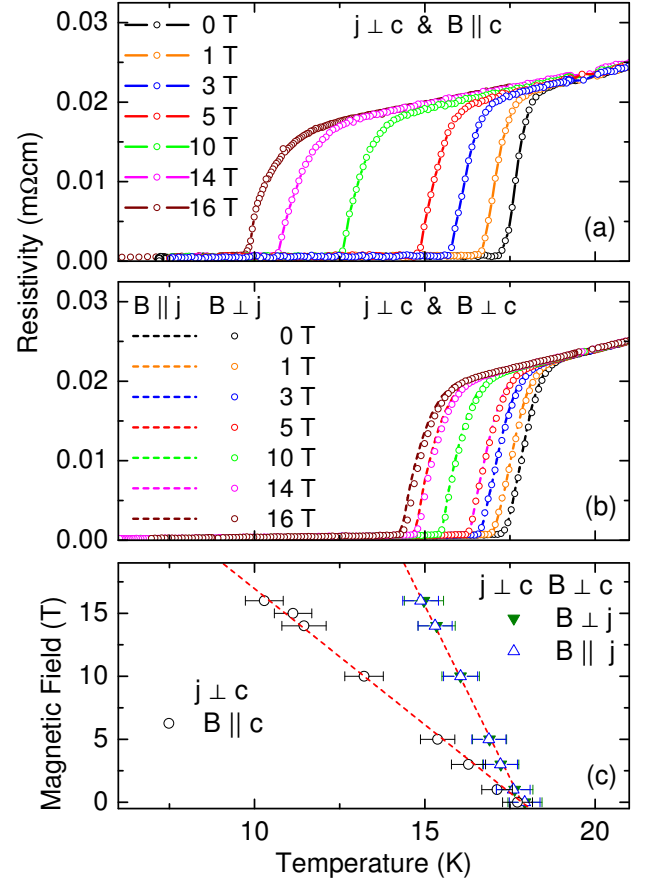 j ⊥ c & B || c
0 T
1 T
3 T
5 T
10 T
14 T
16 T
(a)
0.03
0.02
0.01
0.00
Resistivity (mΩcm)
B || j B ⊥ j j ⊥ c & B ⊥ c
0 T
1 T
3 T
5 T
10 T
14 T
16 T
(b)
0.02
0.01
0.00
j ⊥ c B ⊥ c
B ⊥ j
B || j
j ⊥ c
B || c
(c)
15
10
5
0
Magnetic Field (T)
10 15 20
Temperature (K)